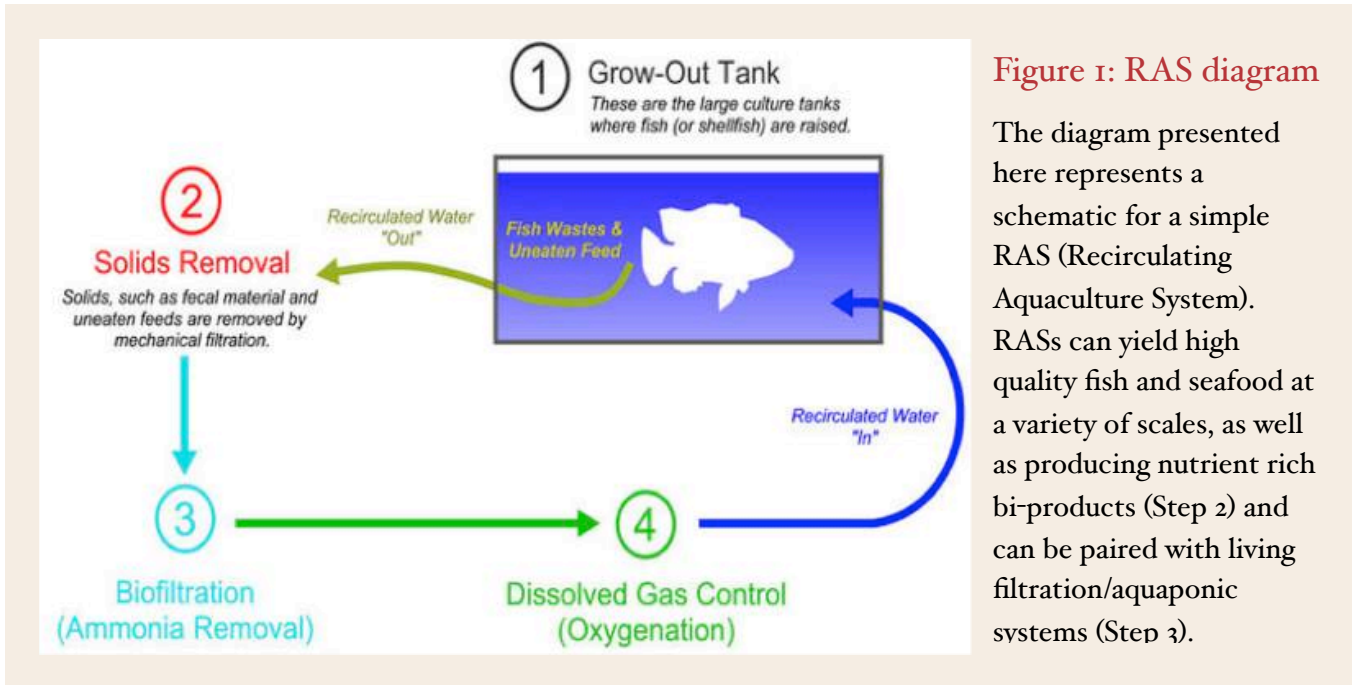 1
Grow-Out Tank
These are the large culture tanks
where fish (or shellfish) are raised.
2
Solids Removal
Solids, such as fecal material and
uneaten feeds are removed by
mechanical filtration.
Recirculated Water
"Out"
Fish Wastes &
Uneaten Feed
Recirculated Water
"In"
3
Biofiltration
(Ammonia Removal)
4
Dissolved Gas Control
(Oxygenation)
Figure 1: RAS diagram
The diagram presented
here represents a
schematic for a simple
RAS (Recirculating
Aquaculture System).
RASs can yield high
quality fish and seafood at
a variety of scales, as well
as producing nutrient rich
bi-products (Step 2) and
can be paired with living
filtration/aquaponic
systems (Step 3).